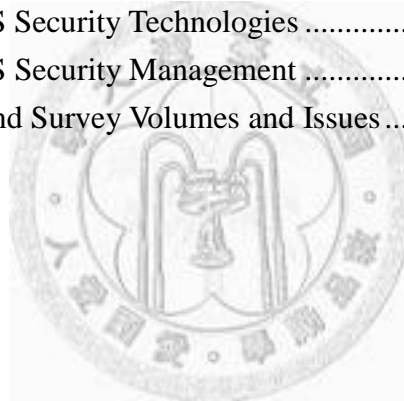 S Security Technologies .............
S Security Management .............
nd Survey Volumes and Issues ...